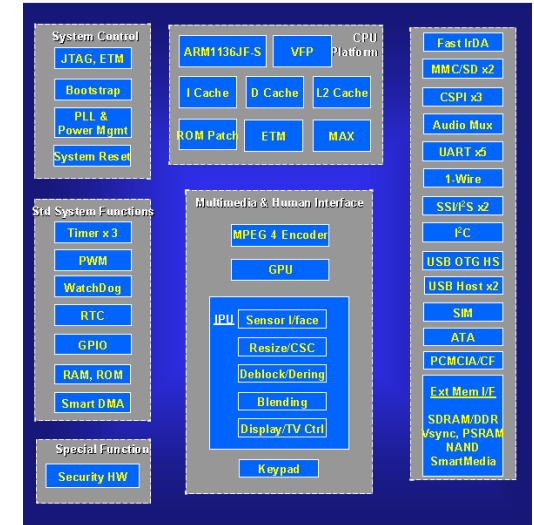 System Control
JTAG, ETM
Bootstrap
PLL &
Power Mgmt
System Reset
CPU
Platform
ARM1136JF-S
VFP
I Cache
D Cache
L2 Cache
ROM Patch
ETM
MAX
Std System Functions
Timer x 3
PWM
WatchDog
RTC
GPIO
RAM, ROM
Smart DMA
Special Function
Security HW
Multimedia & Human Interface
MPEG 4 Encoder
GPU
IPU
Sensor I/face
Resize/CSC
Deblock/Dering
Blending
Display/TV Ctrl
Keypad
Fast IrDA
MMC/SD x2
CSPI x3
Audio Mux
UART x5
1-Wire
SSI/I²S x2
I²C
USB OTG HS
USB Host x2
SIM
ATA
PCMCIA/CF
Ext Mem I/F
SDRAM/DDR
Vsync, PSRAM
NAND
SmartMedia